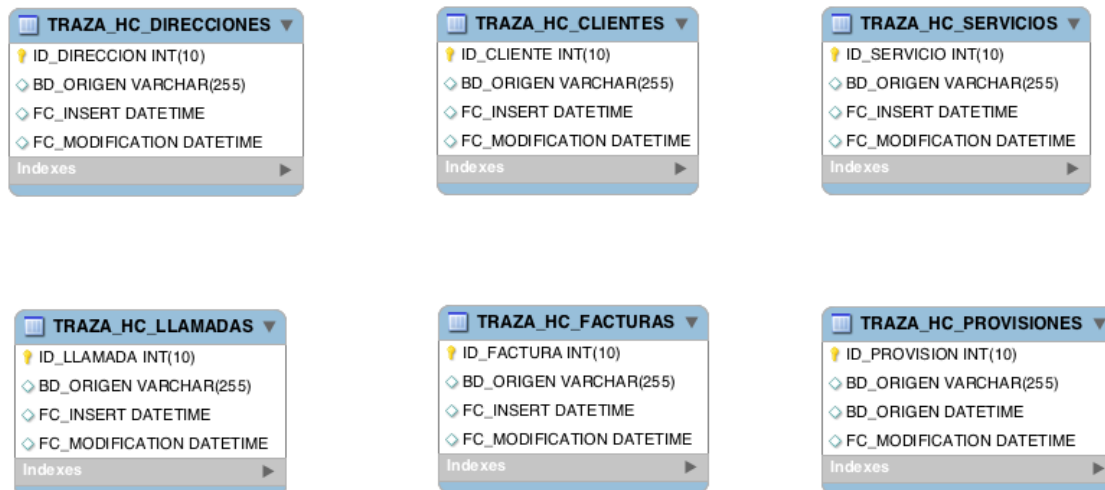 TRAZA_HC_DIRECCIONES
ID_DIRECCION INT(10)
BD_ORIGEN VARCHAR(255)
FC_INSERT DATETIME
FC_MODIFICATION DATETIME
Indexes
TRAZA_HC_CLIENTES
ID_CLIENTE INT(10)
BD_ORIGEN VARCHAR(255)
FC_INSERT DATETIME
FC_MODIFICATION DATETIME
Indexes
TRAZA_HC_SERVICIOS
ID_SERVICIO INT(10)
BD_ORIGEN VARCHAR(255)
FC_INSERT DATETIME
FC_MODIFICATION DATETIME
Indexes
TRAZA_HC_LLAMADAS
ID_LLAMADA INT(10)
BD_ORIGEN VARCHAR(255)
FC_INSERT DATETIME
FC_MODIFICATION DATETIME
Indexes
TRAZA_HC_FACTURAS
ID_FACTURA INT(10)
BD_ORIGEN VARCHAR(255)
FC_INSERT DATETIME
FC_MODIFICATION DATETIME
Indexes
TRAZA_HC_PROVISIONES
ID_PROVISION INT(10)
BD_ORIGEN VARCHAR(255)
BD_ORIGEN DATETIME
FC_MODIFICATION DATETIME
Indexes